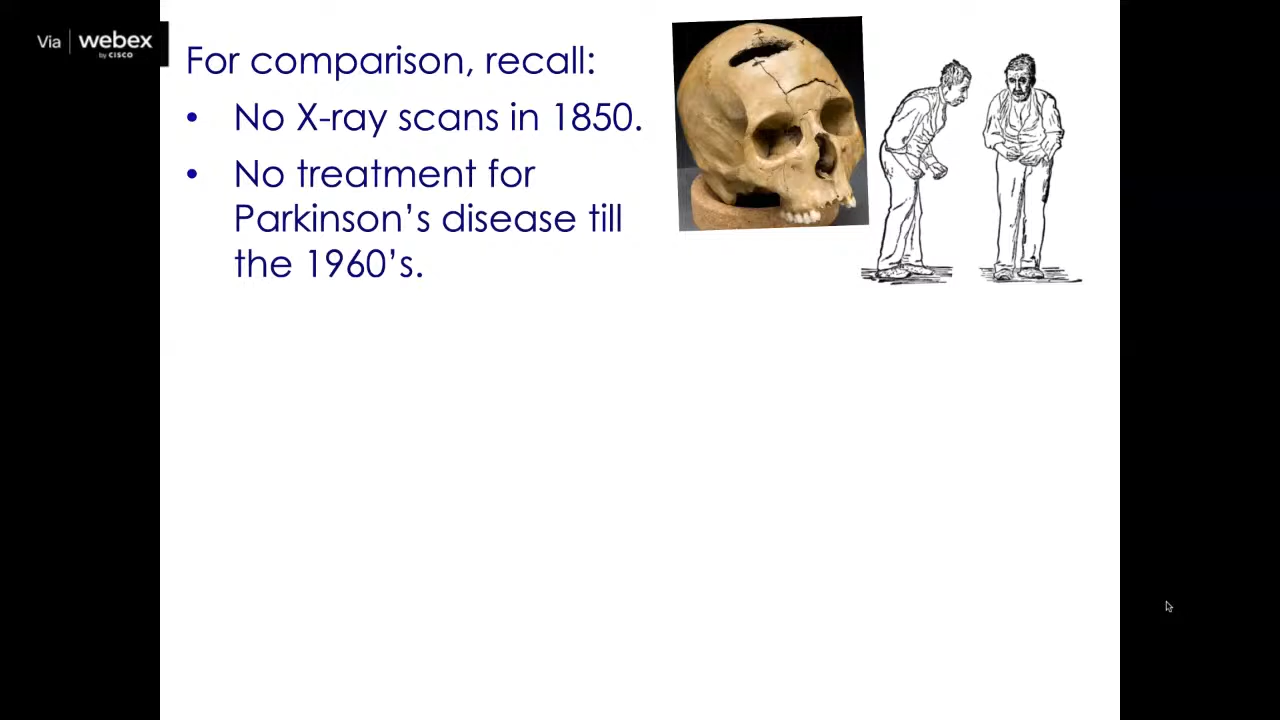 Via webex
by CISCO
For comparison, recall:
• No X-ray scans in 1850.
• No treatment for
Parkinson’s disease till
the 1960’s.